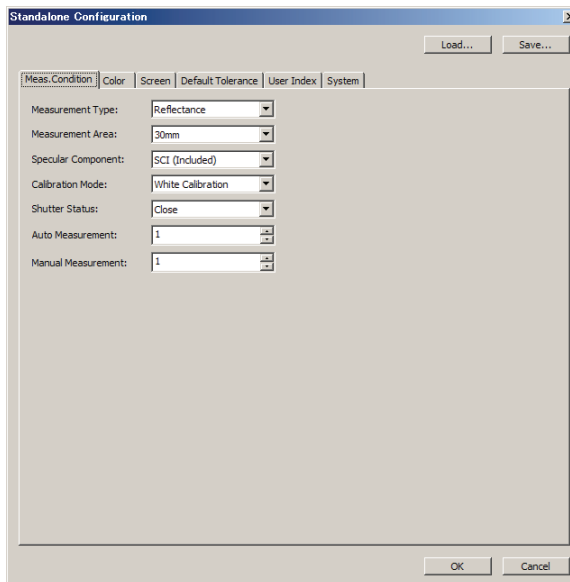 Standalone Configuration
Load... Save...
Meas.Condition Color Screen Default Tolerance User Index System
Measurement Type: Reflectance
Measurement Area: 30mm
Specular Component: SCI (Included)
Calibration Mode: White Calibration
Shutter Status: Close
Auto Measurement: 1
Manual Measurement: 1
OK Cancel